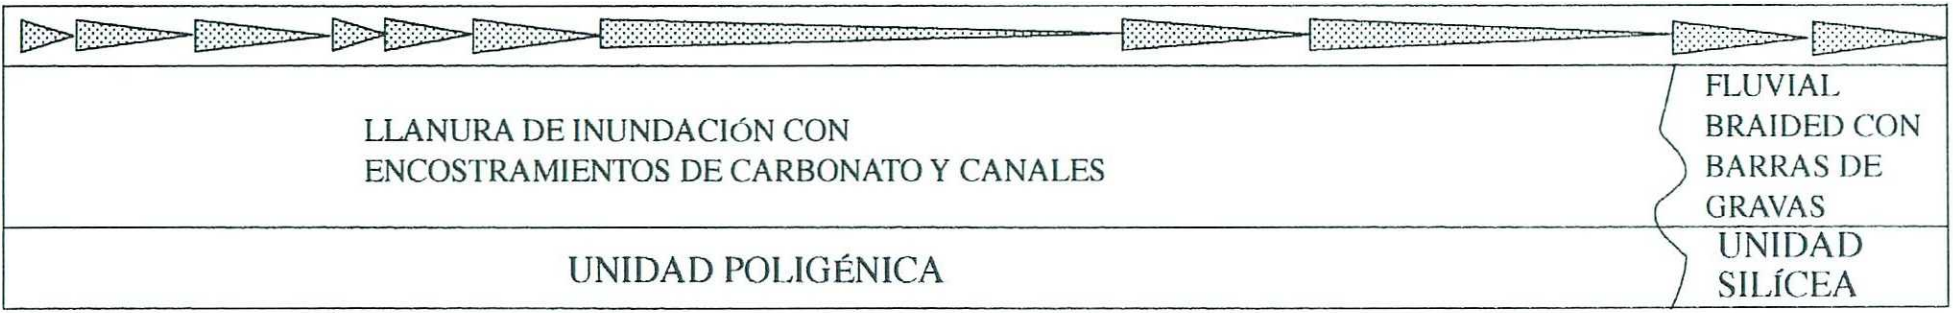 LLANURA DE INUNDACIÓN CON
ENCOSTRAMIENTOS DE CARBONATO Y CANALES
FLUVIAL
BRAIDED CON
BARRAS DE
GRAVAS
UNIDAD POLIGÉNICA
UNIDAD
SILÍCEA